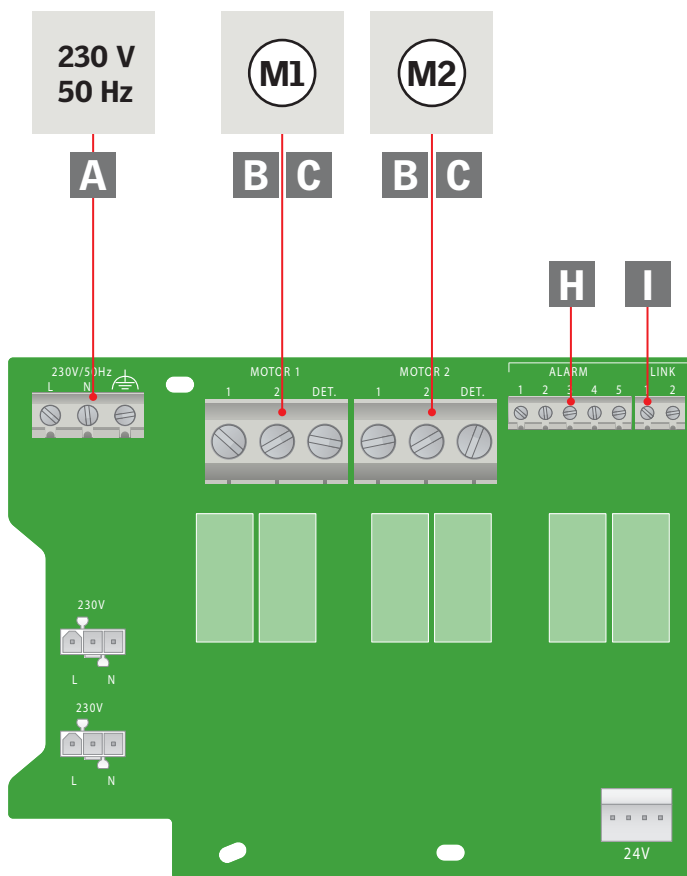 230 V
50 Hz
M1
M2
A
B C
B C
H
I
230V/50Hz
L N
MOTOR 1
1 2 DET.
MOTOR 2
1 2 DET.
ALARM
1 2 3 4 5
LINK
1 2
230V
L N
230V
L N
24V